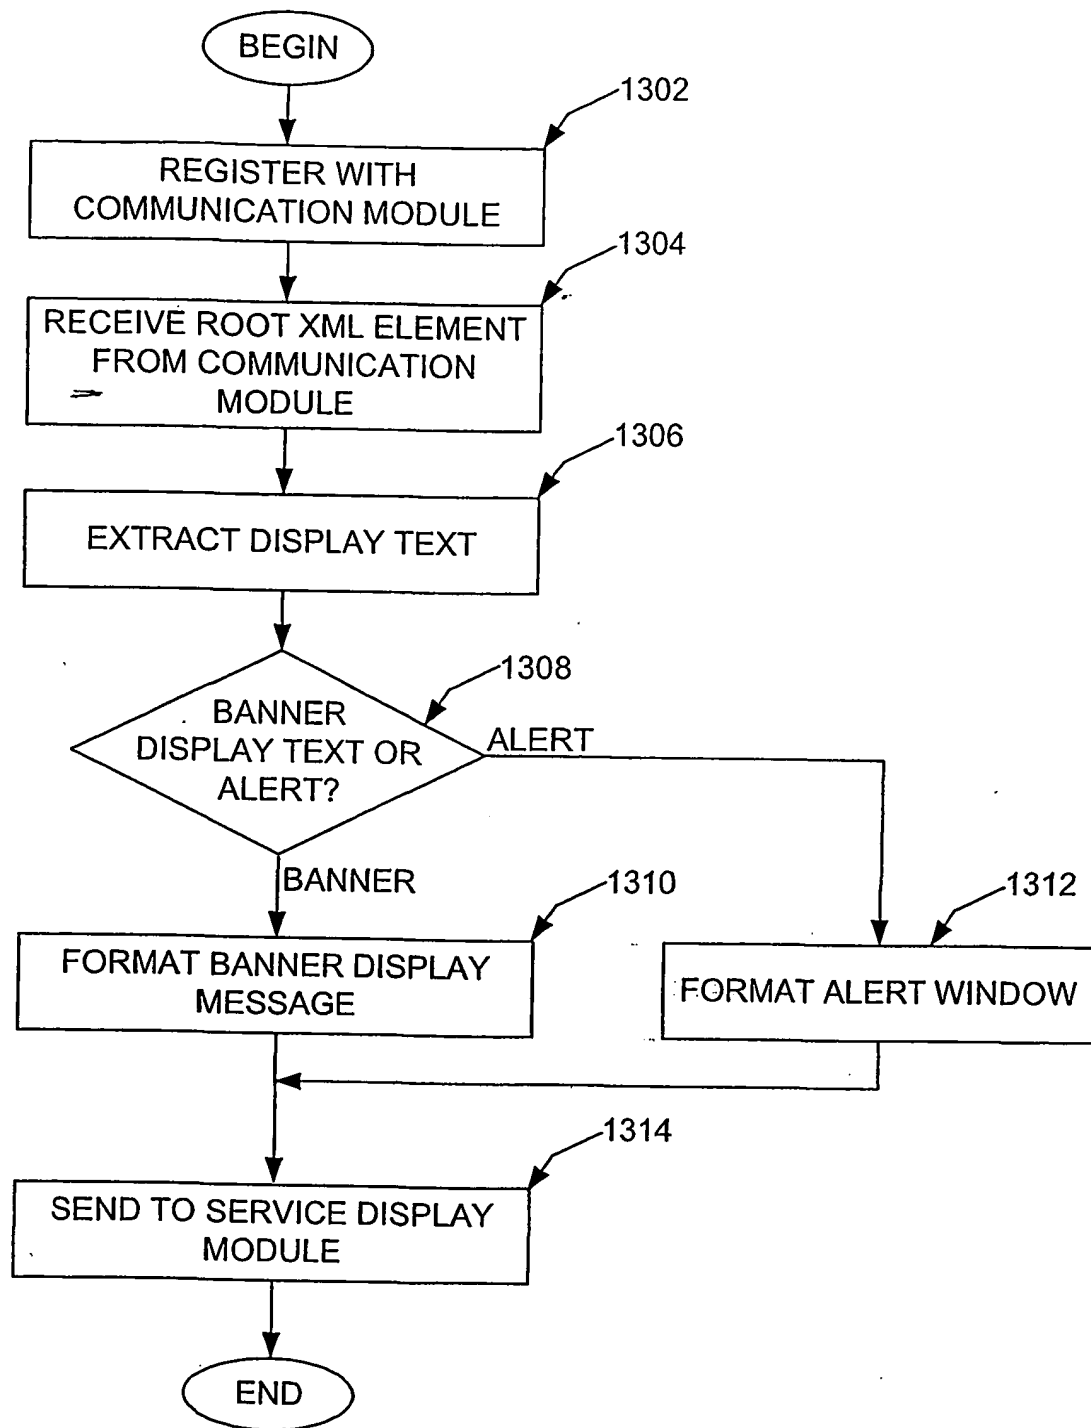 BEGIN
1302
REGISTER WITH
COMMUNICATION MODULE
1304
RECEIVE ROOT XML ELEMENT
FROM COMMUNICATION
MODULE
1306
EXTRACT DISPLAY TEXT
1308
BANNER
DISPLAY TEXT OR
ALERT?
ALERT
BANNER
1310
FORMAT BANNER DISPLAY
MESSAGE
1312
FORMAT ALERT WINDOW
1314
SEND TO SERVICE DISPLAY
MODULE
END